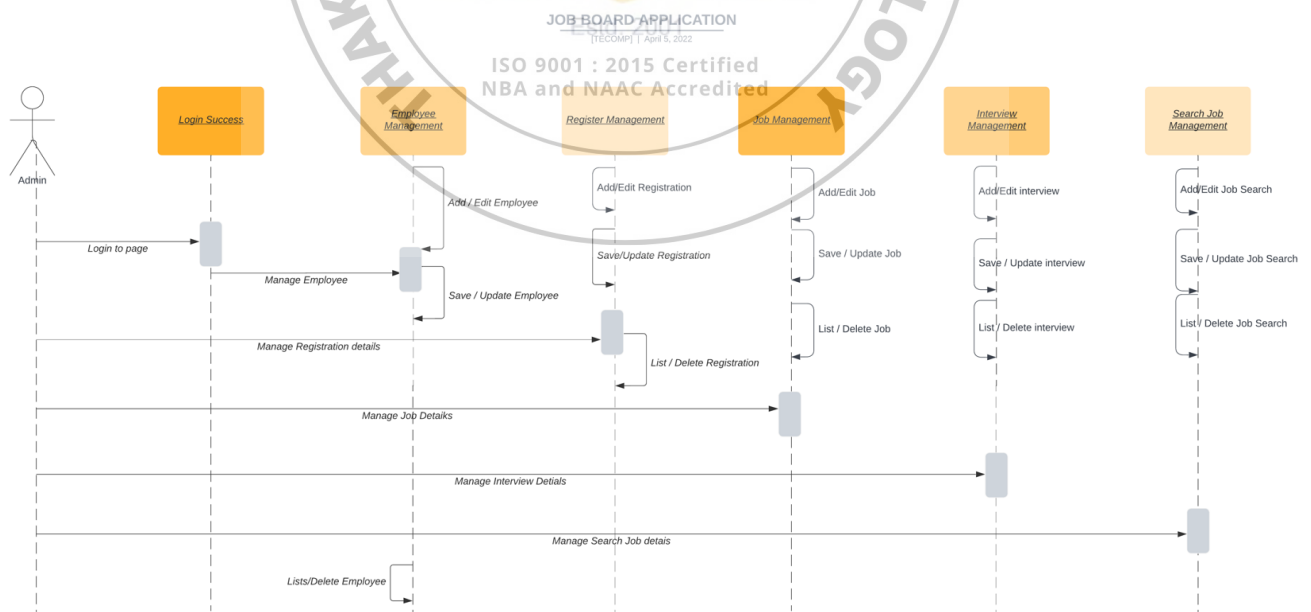 JOB BOARD APPLICATION
Estd. 2001
[TECOMP] | April 5, 2022
ISO 9001 : 2015 Certified
NBA and NAAC Accredited
THAK
LOGY
Admin
Login Success
Employee
Management
Register Management
Job Management
Interview
Management
Search Job
Management
Add / Edit Employee
Add/Edit Registration
Add/Edit Job
Add/Edit interview
Add/Edit Job Search
Login to page
Save/Update Registration
Save / Update Job
Save / Update interview
Save / Update Job Search
Manage Employee
Save / Update Employee
List / Delete Job
List / Delete interview
List / Delete Job Search
Manage Registration details
List / Delete Registration
Manage Job Detaiks
Manage Interview Detials
Manage Search Job detais
Lists/Delete Employee